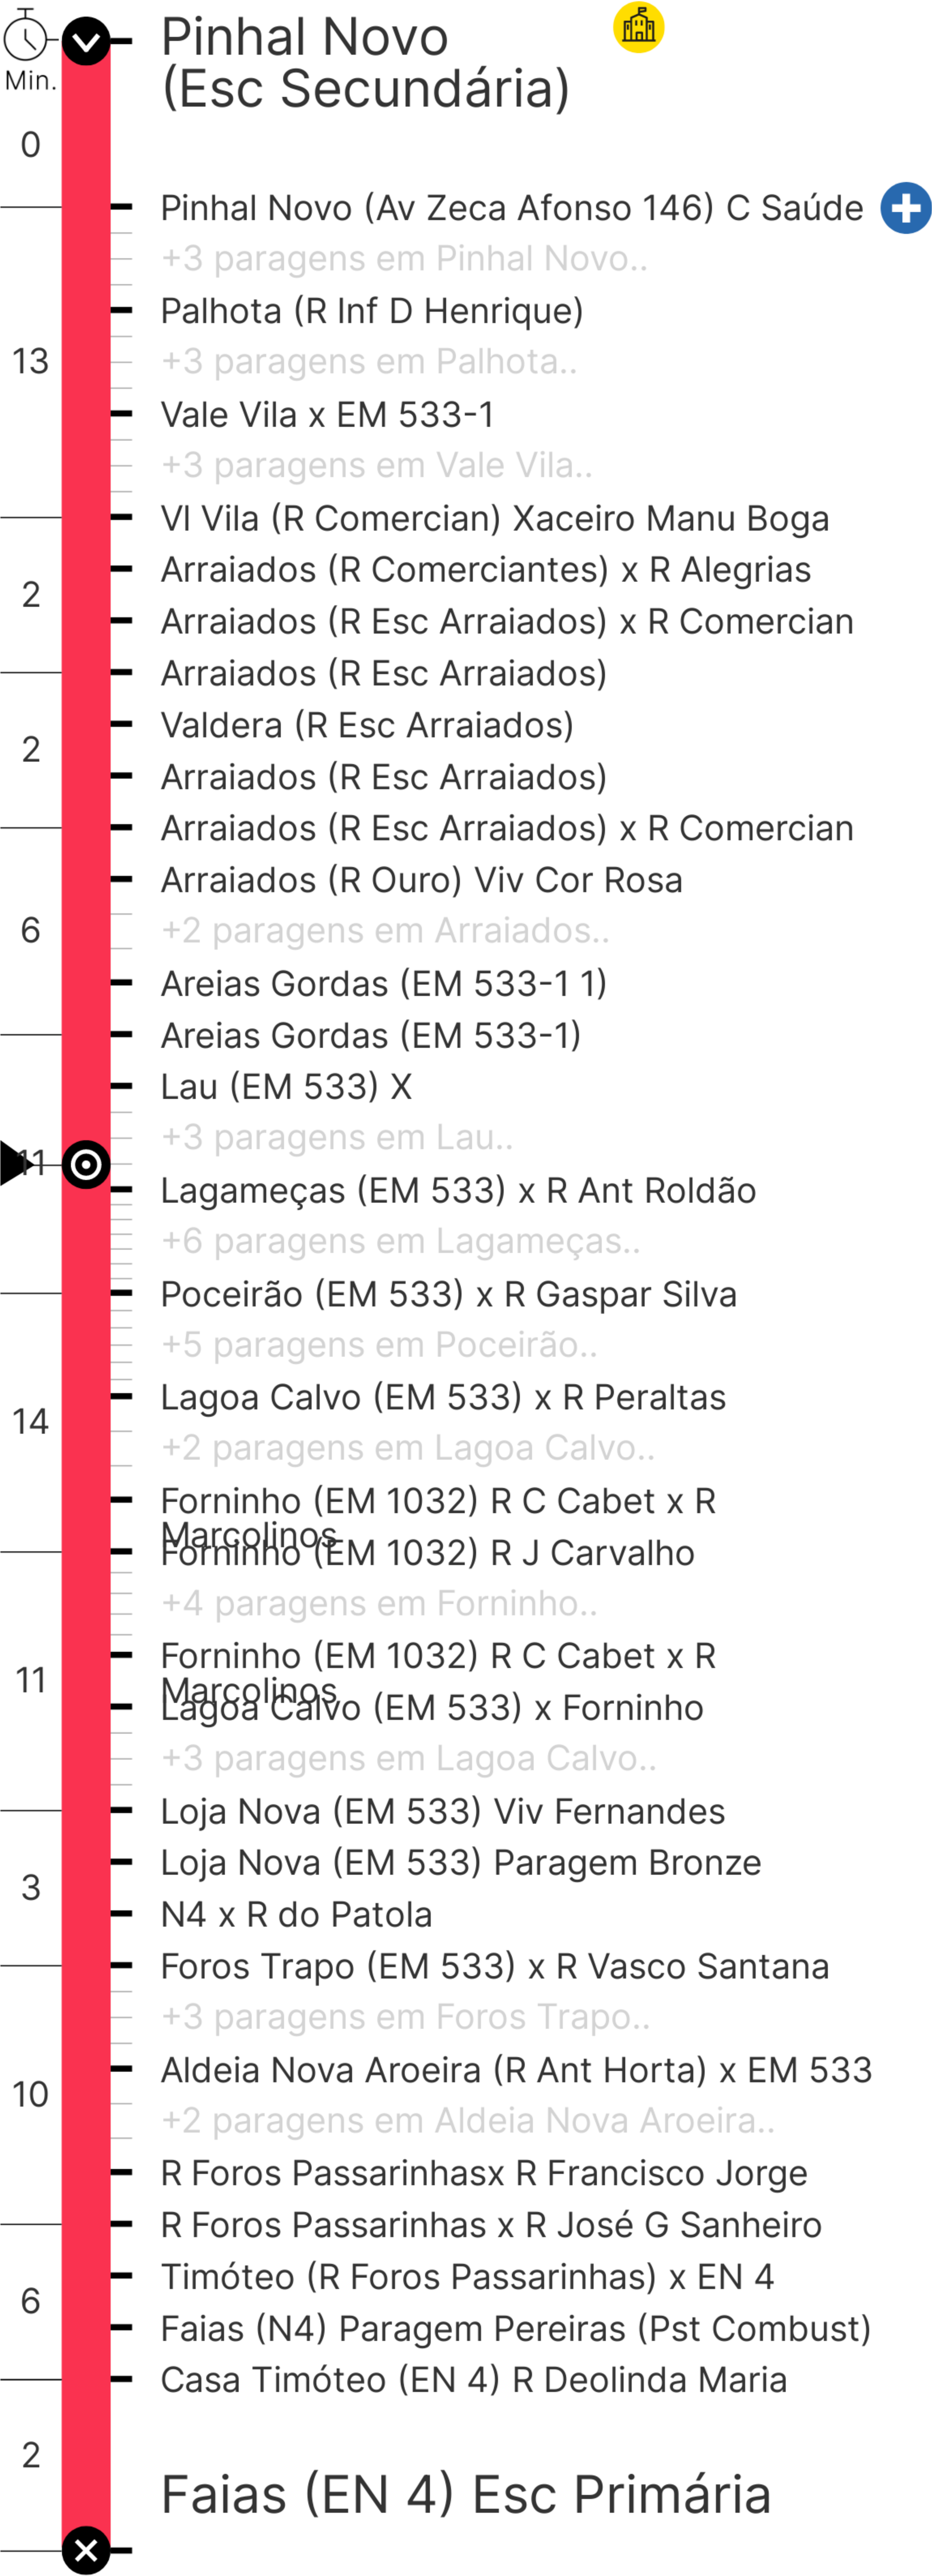 Pinhal Novo
(Esc Secundária)
Min.
0
Pinhal Novo (Av Zeca Afonso 146) C Saúde
+3 paragens em Pinhal Novo..
Palhota (R Inf D Henrique)
13
+3 paragens em Palhota..
Vale Vila x EM 533-1
+3 paragens em Vale Vila..
Vl Vila (R Comercian) Xaceiro Manu Boga
Arraiados (R Comerciantes) x R Alegrias
2
Arraiados (R Esc Arraiados) x R Comercian
Arraiados (R Esc Arraiados)
Valdera (R Esc Arraiados)
2
Arraiados (R Esc Arraiados)
Arraiados (R Esc Arraiados) x R Comercian
Arraiados (R Ouro) Viv Cor Rosa
6
+2 paragens em Arraiados..
Areias Gordas (EM 533-1 1)
Areias Gordas (EM 533-1)
Lau (EM 533) X
+3 paragens em Lau..
11
Lagameças (EM 533) x R Ant Roldão
+6 paragens em Lagameças..
Poceirão (EM 533) x R Gaspar Silva
+5 paragens em Poceirão..
Lagoa Calvo (EM 533) x R Peraltas
14
+2 paragens em Lagoa Calvo..
Forninho (EM 1032) R C Cabet x R
Marcolinos
Forninho (EM 1032) R J Carvalho
+4 paragens em Forninho..
Forninho (EM 1032) R C Cabet x R
11
Marcolinos
Lagoa Calvo (EM 533) x Forninho
+3 paragens em Lagoa Calvo..
Loja Nova (EM 533) Viv Fernandes
Loja Nova (EM 533) Paragem Bronze
3
N4 x R do Patola
Foros Trapo (EM 533) x R Vasco Santana
+3 paragens em Foros Trapo..
Aldeia Nova Aroeira (R Ant Horta) x EM 533
10
+2 paragens em Aldeia Nova Aroeira..
R Foros Passarinhasx R Francisco Jorge
R Foros Passarinhas x R José G Sanheiro
Timóteo (R Foros Passarinhas) x EN 4
6
Faias (N4) Paragem Pereiras (Pst Combust)
Casa Timóteo (EN 4) R Deolinda Maria
2
Faias (EN 4) Esc Primária